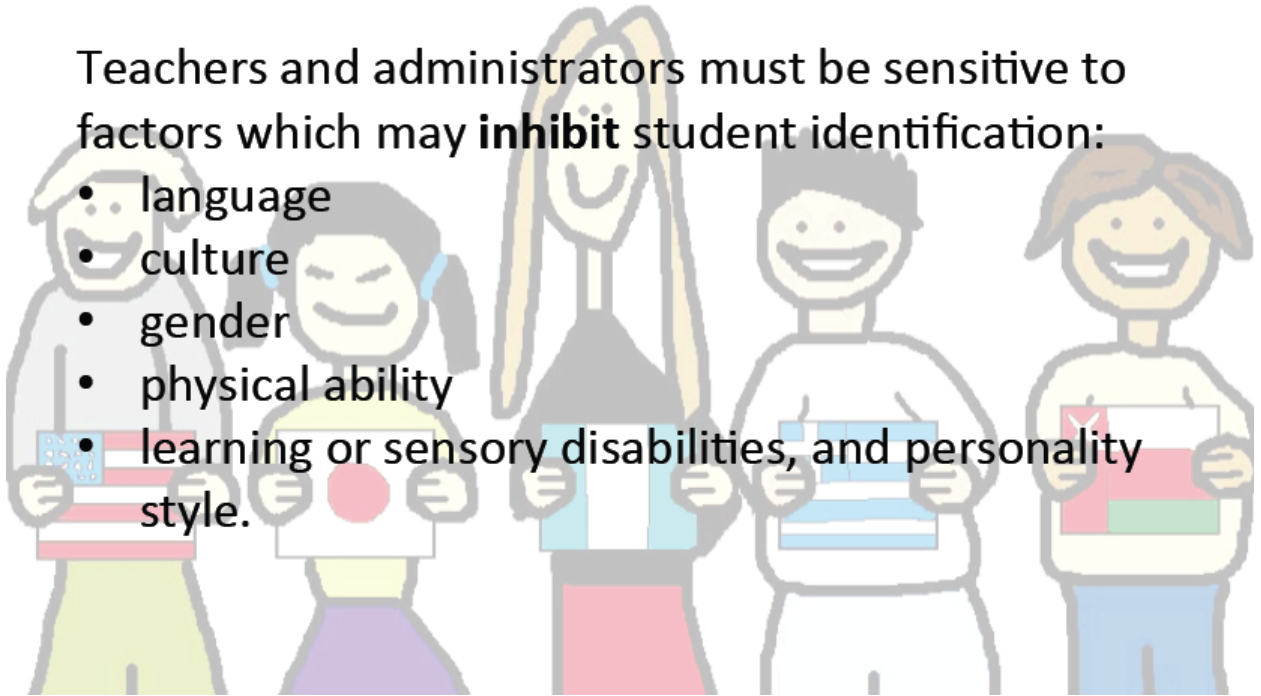 Teachers and administrators must be sensitive to
factors which may inhibit student identification:
• language
• culture
• gender
• physical ability
• learning or sensory disabilities, and personality
style.